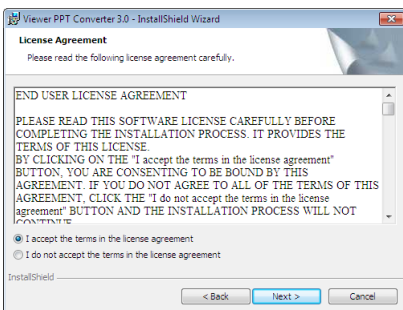 Viewer PPT Converter 3.0 - InstallShield Wizard
License Agreement
Please read the following license agreement carefully.
END USER LICENSE AGREEMENT
PLEASE READ THIS SOFTWARE LICENSE CAREFULLY BEFORE
COMPLETING THE INSTALLATION PROCESS. IT PROVIDES THE
TERMS OF THIS LICENSE.
BY CLICKING ON THE "I accept the terms in the license agreement"
BUTTON, YOU ARE CONSENTING TO BE BOUND BY THIS
AGREEMENT. IF YOU DO NOT AGREE TO ALL OF THE TERMS OF THIS
AGREEMENT, CLICK THE "I do not accept the terms in the license
agreement" BUTTON AND THE INSTALLATION PROCESS WILL NOT
CONTINUE
I accept the terms in the license agreement
I do not accept the terms in the license agreement
InstallShield
< Back Next > Cancel